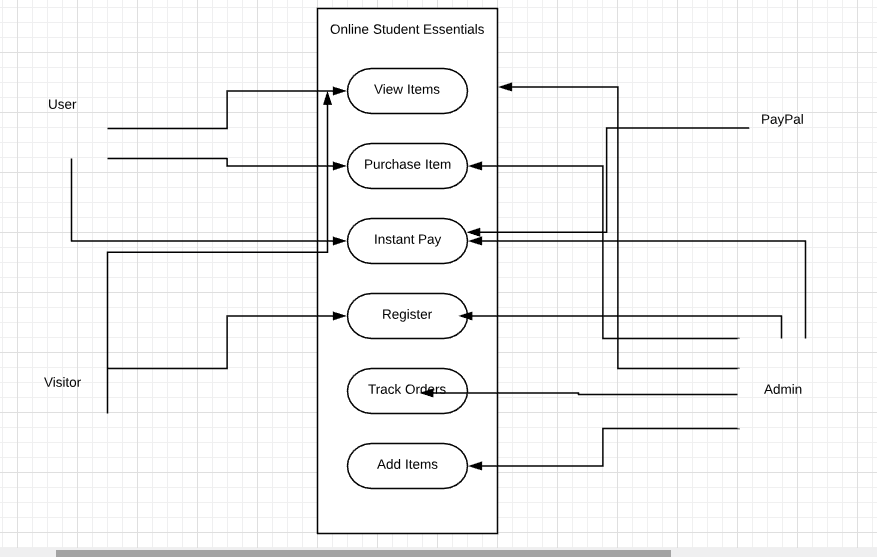 Online Student Essentials
View Items
User
PayPal
Purchase Item
Instant Pay
Register
Visitor
Track Orders
Admin
Add Items